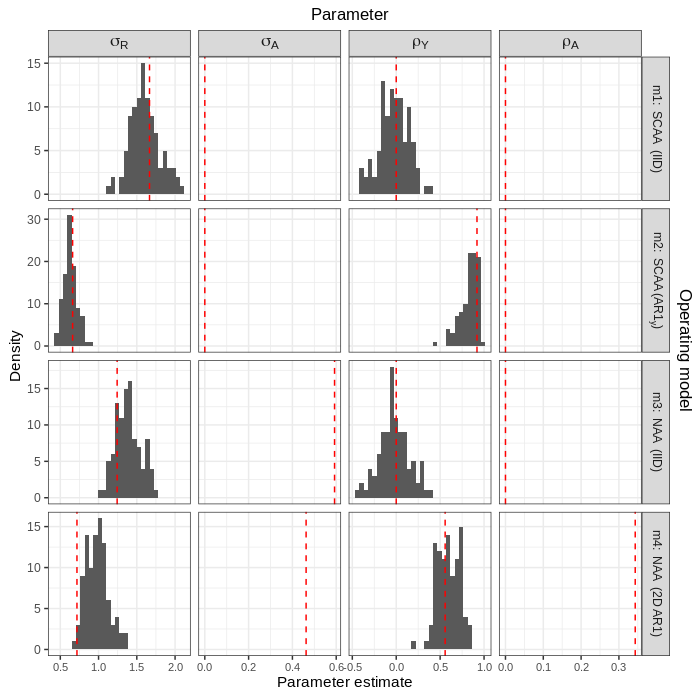 Parameter
σR σA ρY ρA
15
10
5
0
m1: SCAA (IID)
30
20
10
0
m2: SCAA (AR1y)
15
10
5
0
m3: NAA (IID)
15
10
5
0
m4: NAA (2D AR1)
Density
Operating model
0.5 1.0 1.5 2.0 0.0 0.2 0.4 0.6 -0.5 0.0 0.5 1.0 0.0 0.1 0.2 0.3
Parameter estimate